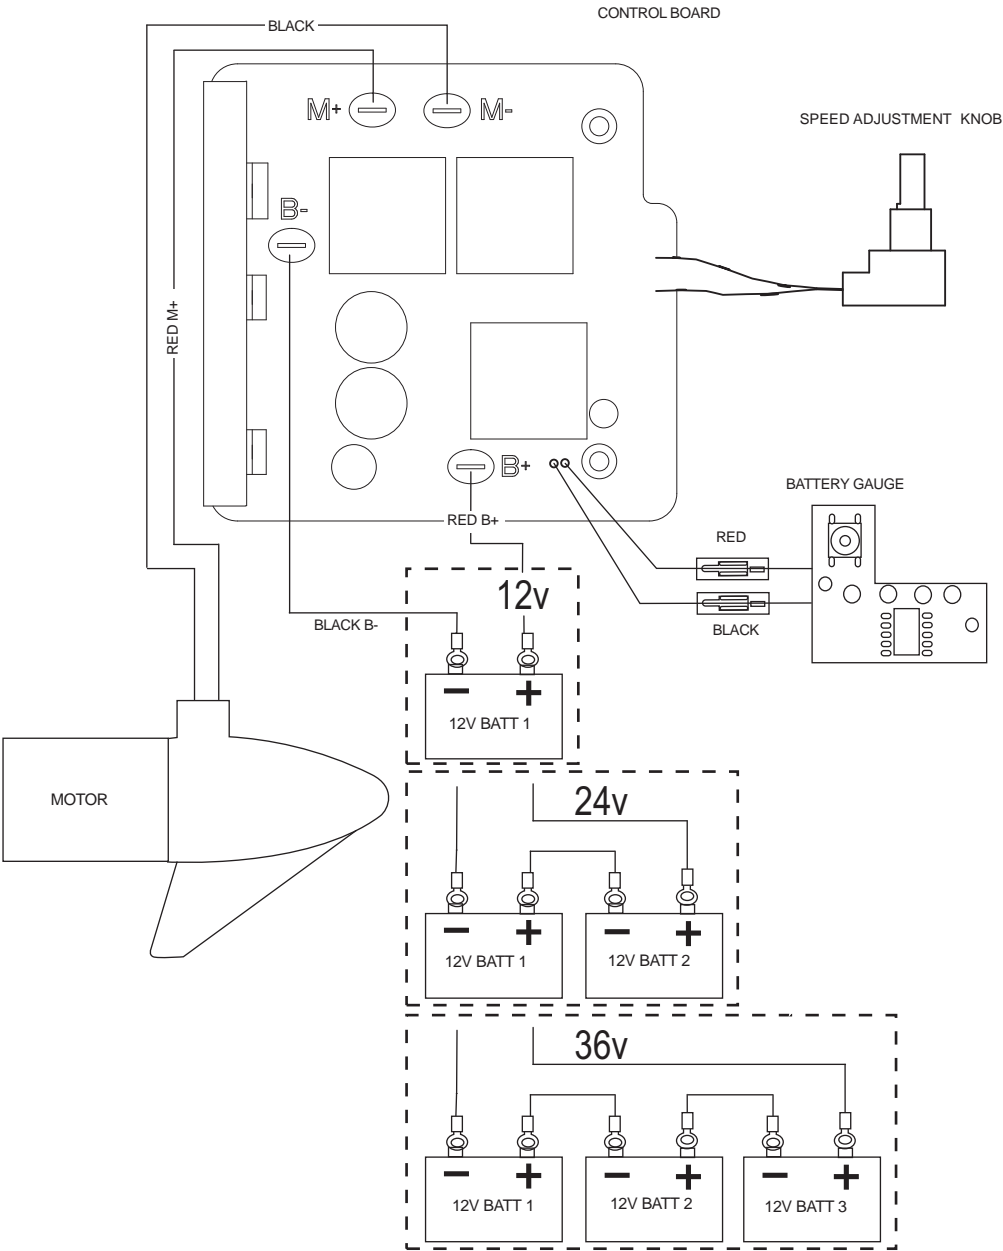 CONTROL BOARD
BLACK
M+
M-
SPEED ADJUSTMENT KNOB
B-
RED M+
B+
BATTERY GAUGE
RED B+
RED
12v
BLACK B-
BLACK
- +
12V BATT 1
MOTOR
24v
- + - +
12V BATT 1
12V BATT 2
36v
- + - + - +
12V BATT 1
12V BATT 2
12V BATT 3